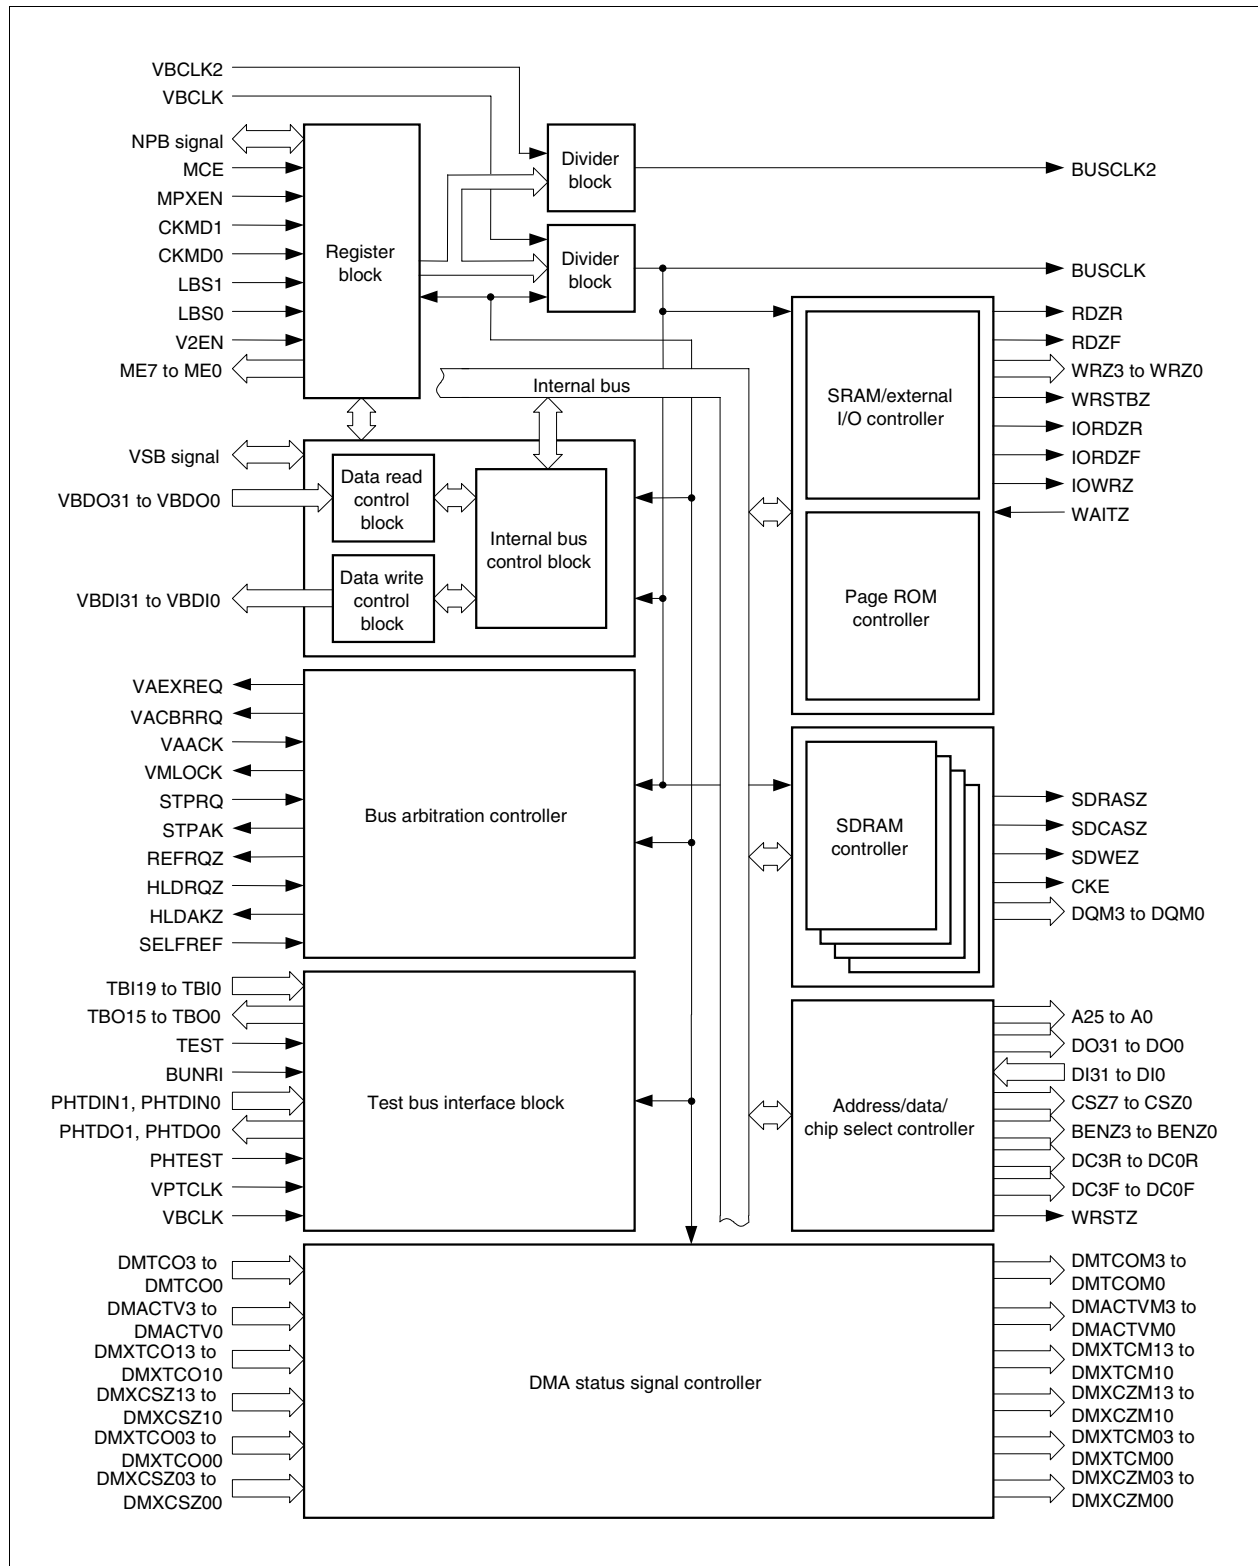 VBCLK2
VBCLK
NPB signal
MCE
MPXEN
CKMD1
CKMD0
LBS1
LBS0
V2EN
ME7 to ME0
Register
block
Divider
block
Divider
block
BUSCLK2
BUSCLK
Internal bus
VSB signal
VBDO31 to VBDO0
VBDI31 to VBDI0
Data read
control
block
Data write
control
block
Internal bus
control block
SRAM/external
I/O controller
Page ROM
controller
RDZR
RDZF
WRZ3 to WRZ0
WRSTBZ
IORDZR
IORDZF
IOWRZ
WAITZ
VAEXREQ
VACBRRQ
VAACK
VMLOCK
STPRQ
STPAK
REFRQZ
HLDRQZ
HLDAKZ
SELFREF
Bus arbitration controller
SDRAM
controller
SDRASZ
SDCASZ
SDWEZ
CKE
DQM3 to DQM0
TBI19 to TBI0
TBO15 to TBO0
TEST
BUNRI
PHTDIN1, PHTDIN0
PHTDO1, PHTDO0
PHTEST
VPTCLK
VBCLK
Test bus interface block
Address/data/
chip select controller
A25 to A0
DO31 to DO0
DI31 to DI0
CSZ7 to CSZ0
BENZ3 to BENZ0
DC3R to DC0R
DC3F to DC0F
WRSTZ
DMTCO3 to
DMTCO0
DMACTV3 to
DMACTV0
DMXTCO13 to
DMXTCO10
DMXCSZ13 to
DMXCSZ10
DMXTCO03 to
DMXTCO00
DMXCSZ03 to
DMXCSZ00
DMA status signal controller
DMTCOM3 to
DMTCOM0
DMACTVM3 to
DMACTVM0
DMXTCM13 to
DMXTCM10
DMXCZM13 to
DMXCZM10
DMXTCM03 to
DMXTCM00
DMXCZM03 to
DMXCZM00